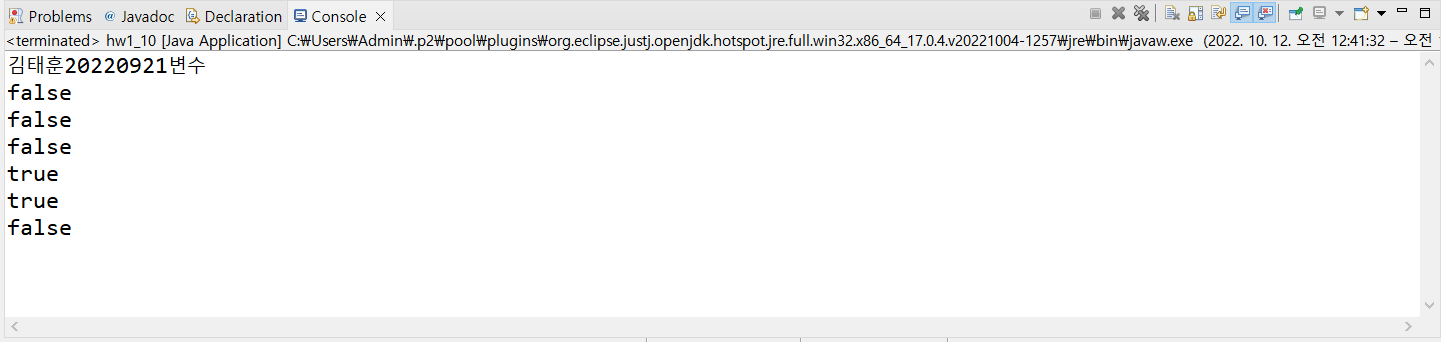 Problems @ Javadoc Declaration Console
<terminated> hw1_10 [Java Application] C:₩Users₩Admin₩.p2₩pool₩plugins₩org.eclipse.justj.openjdk.hotspot.jre.full.win32.x86_64_17.0.4.v20221004-1257₩jre₩bin₩javaw.exe (2022. 10. 12. 오전 12:41:32 – 오전
김태훈20220921변수
false
false
false
true
true
false